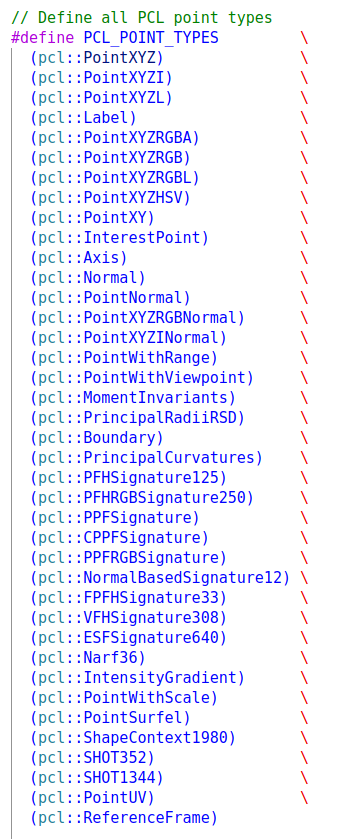 // Define all PCL point types
#define PCL_POINT_TYPES         \
  (pcl::PointXYZ)               \
  (pcl::PointXYZI)              \
  (pcl::PointXYZL)              \
  (pcl::Label)                  \
  (pcl::PointXYZRGBA)           \
  (pcl::PointXYZRGB)            \
  (pcl::PointXYZRGBL)           \
  (pcl::PointXYZHSV)            \
  (pcl::PointXY)                \
  (pcl::InterestPoint)          \
  (pcl::Axis)                   \
  (pcl::Normal)                 \
  (pcl::PointNormal)            \
  (pcl::PointXYZRGBNormal)      \
  (pcl::PointXYZINormal)        \
  (pcl::PointWithRange)         \
  (pcl::PointWithViewpoint)     \
  (pcl::MomentInvariants)       \
  (pcl::PrincipalRadiiRSD)      \
  (pcl::Boundary)               \
  (pcl::PrincipalCurvatures)    \
  (pcl::PFHSignature125)        \
  (pcl::PFHRGBSignature250)     \
  (pcl::PPFSignature)           \
  (pcl::CPPFSignature)          \
  (pcl::PPFRGBSignature)        \
  (pcl::NormalBasedSignature12) \
  (pcl::FPFHSignature33)        \
  (pcl::VFHSignature308)        \
  (pcl::ESFSignature640)        \
  (pcl::Narf36)                 \
  (pcl::IntensityGradient)      \
  (pcl::PointWithScale)         \
  (pcl::PointSurfel)            \
  (pcl::ShapeContext1980)       \
  (pcl::SHOT352)                \
  (pcl::SHOT1344)               \
  (pcl::PointUV)                \
  (pcl::ReferenceFrame)